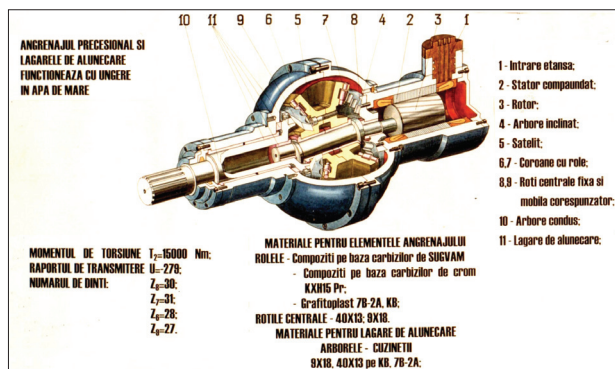 10 11 9 6 5 7 8 4 2 3 1
ANGRENAJUL PRECESIONAL SI
LAGARELE DE ALUNECARE
FUNCTIONEAZA CU UNGERE
IN APA DE MARE
1 - Intrare etansa;
2 - Stator compaundat;
3 - Rotor;
4 - Arbore inclinat;
5 - Satelit;
6,7 - Coroane cu role;
8,9 - Roti centrale fixa si
mobila corespunzator;
10 - Arbore condus;
11 - Lagare de alunecare;
MOMENTUL DE TORSIUNE T₂=15000 Nm;
RAPORTUL DE TRANSMITERE U=-279;
NUMARUL DE DINTI: Z₈=30;
Z₇=31;
Z₆=28;
Z₉=27.
MATERIALE PENTRU ELEMENTELE ANGRENAJULUI
ROLELE - Compoziti pe baza carbizilor de SUGVAM
- Compoziti pe baza carbizilor de crom
KXH15 Pr;
- Grafitoplast 7B-2A, KB;
ROTILE CENTRALE - 40X13; 9X18.
MATERIALE PENTRU LAGARE DE ALUNECARE
ARBORELE - CUZINETII
9X18, 40X13 pe KB, 7B-2A;